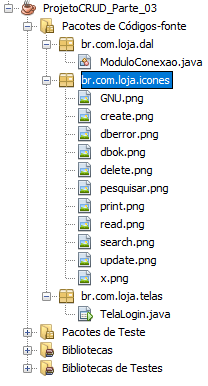 ProjetoCRUD_Parte_03
Pacotes de Códigos-fonte
br.com.loja.dal
ModuloConexao.java
br.com.loja.icones
GNU.png
create.png
dberror.png
dbok.png
delete.png
pesquisar.png
print.png
read.png
search.png
update.png
x.png
br.com.loja.telas
TelaLogin.java
Pacotes de Teste
Bibliotecas
Bibliotecas de Testes